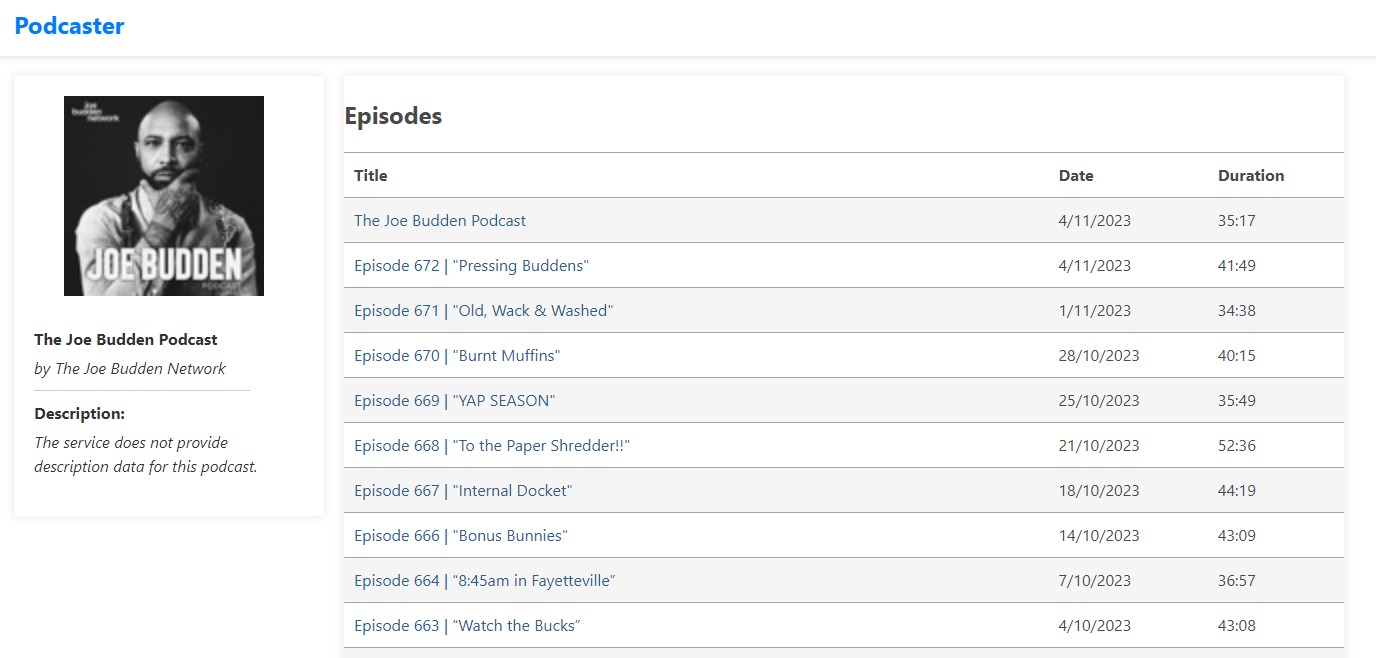 Podcaster
joe
budden
network
JOE BUDDEN
PODCAST
The Joe Budden Podcast
by The Joe Budden Network
Description:
The service does not provide
description data for this podcast.
Episodes
Title Date Duration
The Joe Budden Podcast 4/11/2023 35:17
Episode 672 | "Pressing Buddens" 4/11/2023 41:49
Episode 671 | "Old, Wack & Washed" 1/11/2023 34:38
Episode 670 | "Burnt Muffins" 28/10/2023 40:15
Episode 669 | "YAP SEASON" 25/10/2023 35:49
Episode 668 | "To the Paper Shredder!!" 21/10/2023 52:36
Episode 667 | "Internal Docket" 18/10/2023 44:19
Episode 666 | "Bonus Bunnies" 14/10/2023 43:09
Episode 664 | “8:45am in Fayetteville” 7/10/2023 36:57
Episode 663 | “Watch the Bucks” 4/10/2023 43:08